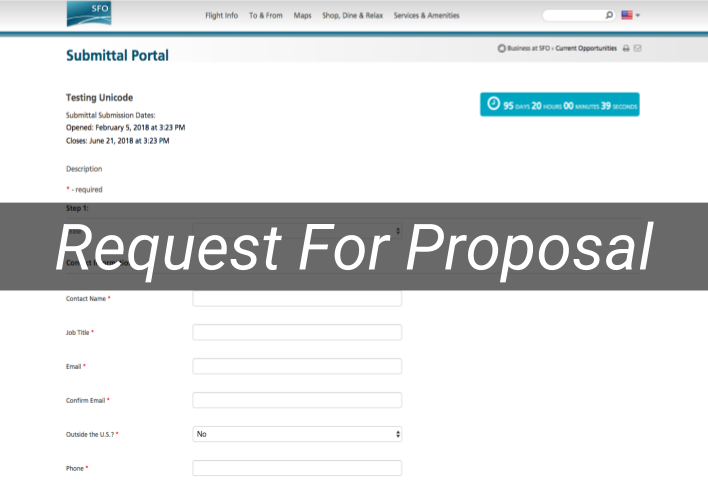 SFO
Flight Info To & From Maps Shop, Dine & Relax Services & Amenities
Submittal Portal
Business at SFO › Current Opportunities
Testing Unicode
95 DAYS 20 HOURS 00 MINUTES 39 SECONDS
Submittal Submission Dates:
Opened: February 5, 2018 at 3:23 PM
Closes: June 21, 2018 at 3:23 PM
Description
* - required
Step 1:
Request For Proposal
Contact Information
Contact Name *
Job Title *
Email *
Confirm Email *
Outside the U.S.? * No
Phone *